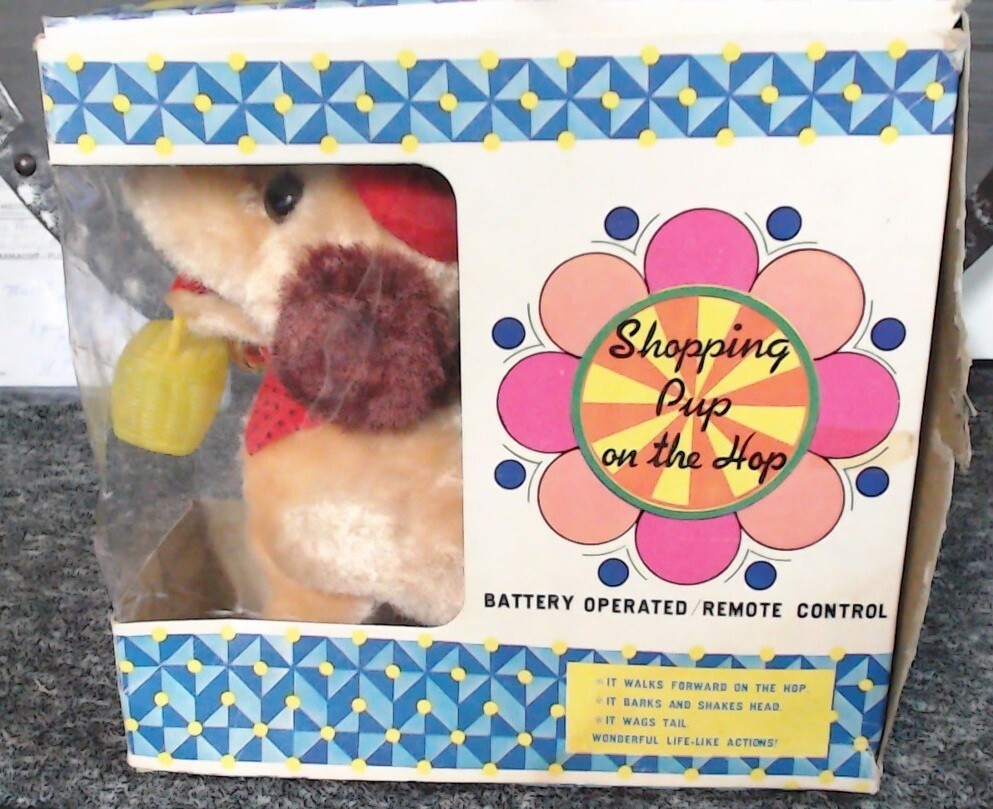 Shopping
Pup
on the Hop
BATTERY OPERATED/REMOTE CONTROL
IT WALKS FORWARD ON THE HOP.
IT BARKS AND SHAKES HEAD.
IT WAGS TAIL.
WONDERFUL LIFE-LIKE ACTIONS!